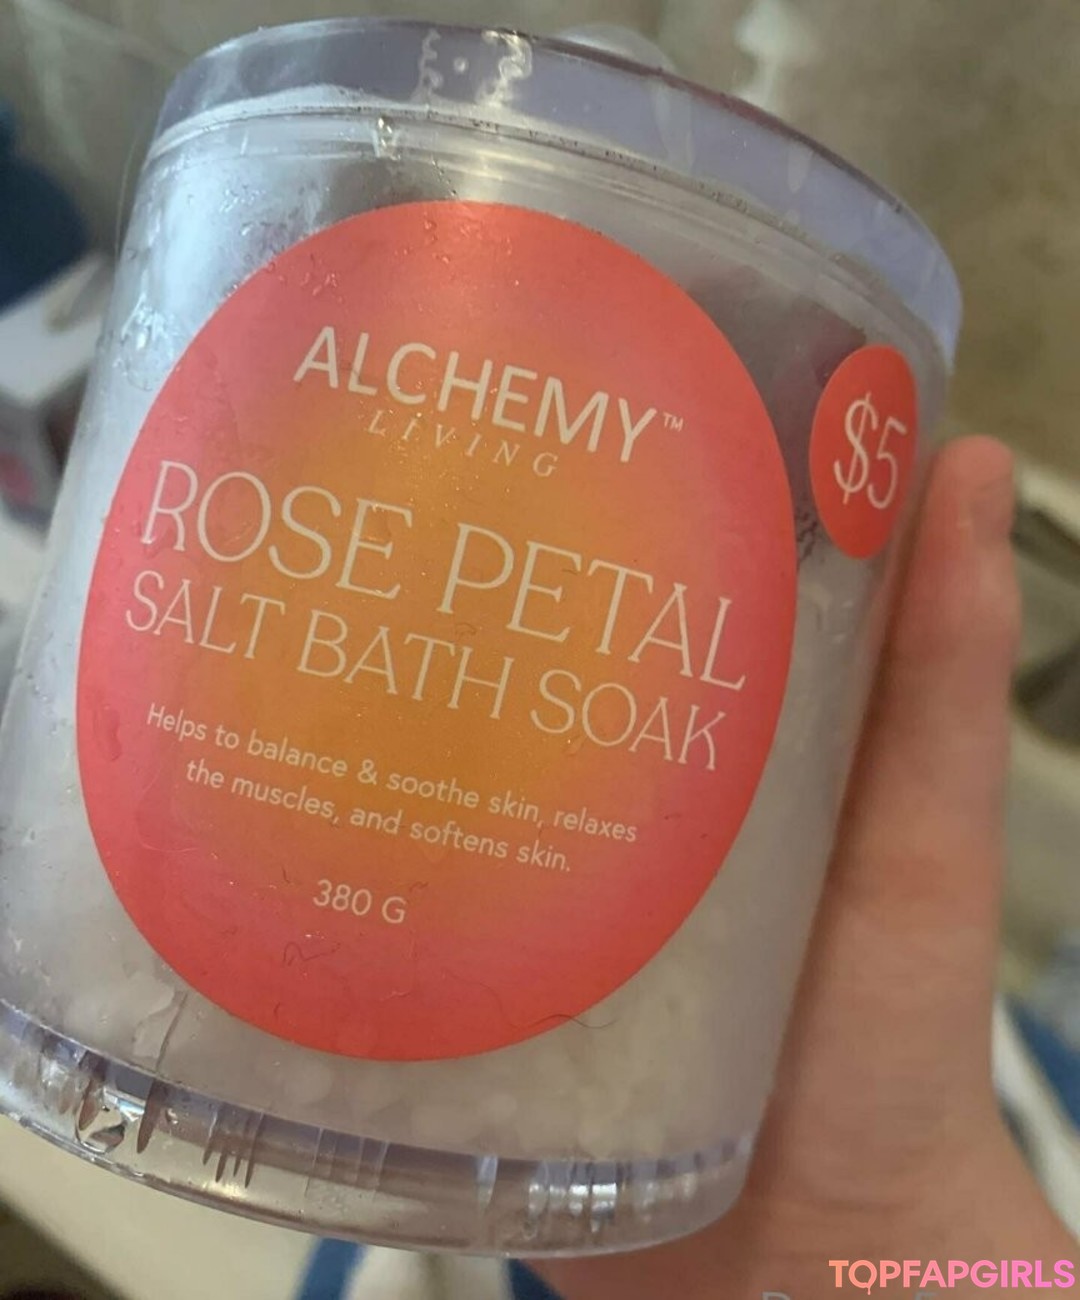 ALCHEMY™
LIVING
$5
ROSE PETAL
SALT BATH SOAK
Helps to balance & soothe skin, relaxes
the muscles, and softens skin.
380 G
TOPFAPGIRLS